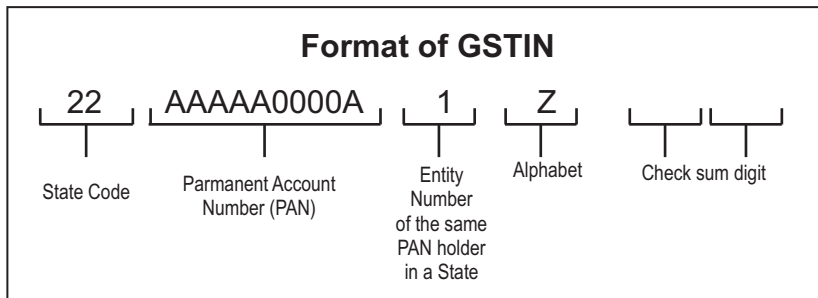 Format of GSTIN
22 AAAAA0000A 1 Z
State Code
Parmanent Account
Number (PAN)
Entity
Number
of the same
PAN holder
in a State
Alphabet
Check sum digit